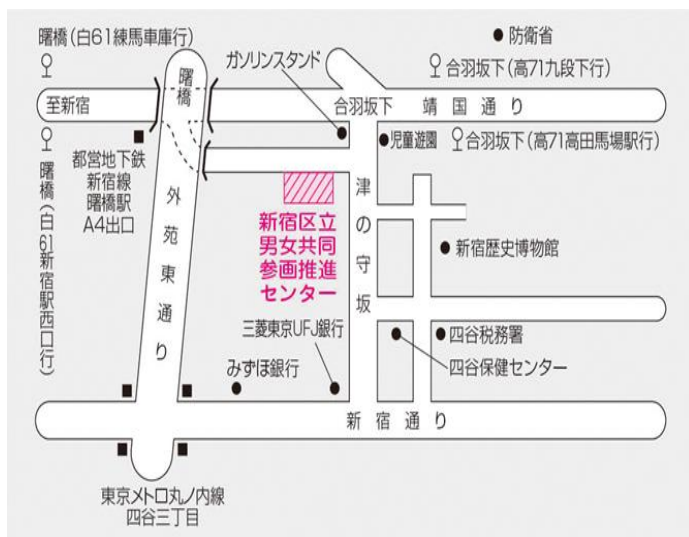 曙橋(白61練馬車庫行)
曙橋
ガソリンスタンド
防衛省
合羽坂下(高71九段下行)
至新宿
合羽坂下
靖国通り
児童遊園
合羽坂下(高71高田馬場駅行)
都営地下鉄
新宿線
曙橋駅
A4出口
曙橋(白61新宿駅西口行)
外苑東通り
新宿区立
男女共同
参画推進
センター
津の守坂
新宿歴史博物館
三菱東京UFJ銀行
みずほ銀行
四谷税務署
四谷保健センター
新宿通り
東京メトロ丸ノ内線
四谷三丁目